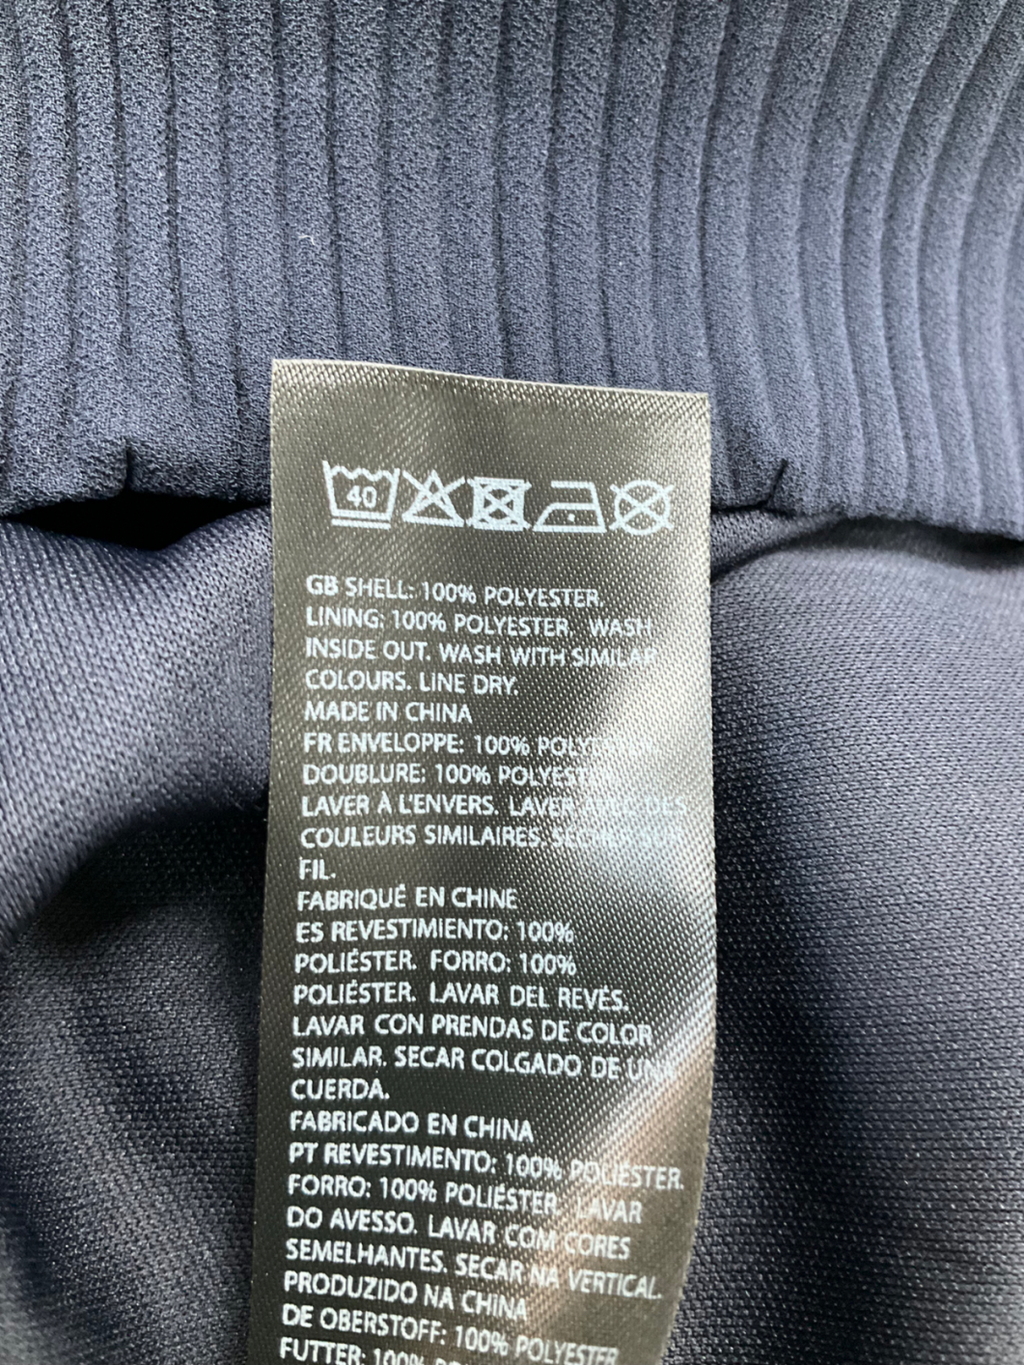 40
GB SHELL: 100% POLYESTER.
LINING: 100% POLYESTER. WASH
INSIDE OUT. WASH WITH SIMILAR
COLOURS. LINE DRY.
MADE IN CHINA
FR ENVELOPPE: 100%
DOUBLURE: 100%
LAVER À L'ENVERS. LAVER
COULEURS SIMILAIRES.
FIL.
FABRIQUÉ EN CHINE
ES REVESTIMIENTO: 100%
POLIÉSTER. FORRO: 100%
POLIÉSTER. LAVAR DEL REVÉS.
LAVAR CON PRENDAS DE COLOR
SIMILAR. SECAR COLGADO DE UNA
CUERDA.
FABRICADO EN CHINA
PT REVESTIMENTO: 100% POLIÉSTER.
FORRO: 100% POLIÉSTER. LAVAR
DO AVESSO. LAVAR COM CORES
SEMELHANTES. SECAR NA VERTICAL.
PRODUZIDO NA CHINA
DE OBERSTOFF: 100% POLYESTER
FUTTER: 100%